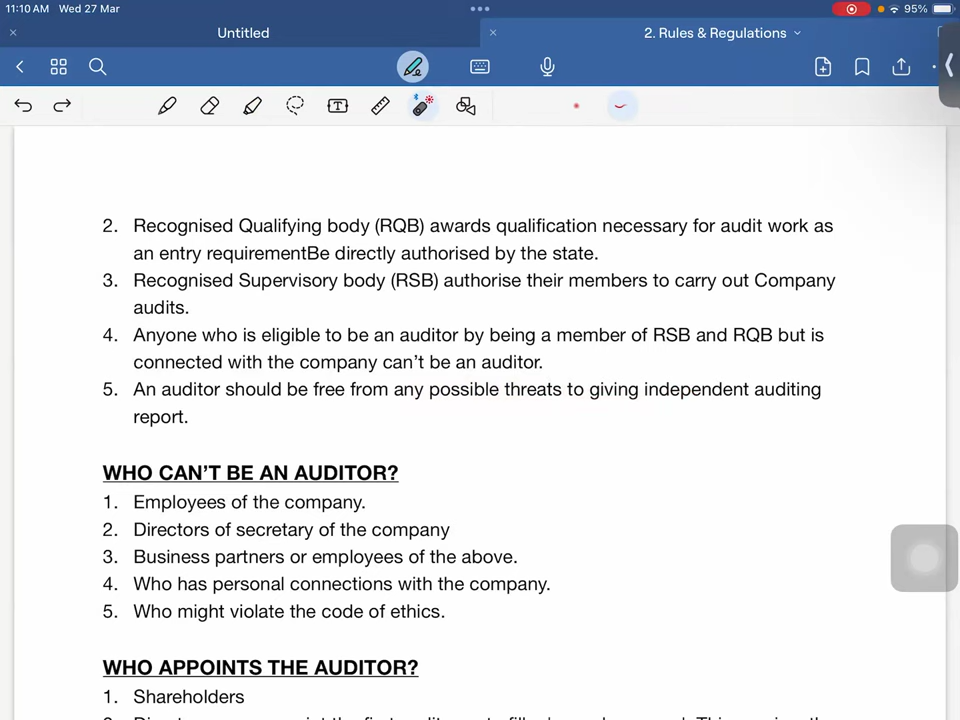 11:10 AM Wed 27 Mar
95%
Untitled
2. Rules & Regulations
2. Recognised Qualifying body (RQB) awards qualification necessary for audit work as
an entry requirementBe directly authorised by the state.
3. Recognised Supervisory body (RSB) authorise their members to carry out Company
audits.
4. Anyone who is eligible to be an auditor by being a member of RSB and RQB but is
connected with the company can't be an auditor.
5. An auditor should be free from any possible threats to giving independent auditing
report.
WHO CAN'T BE AN AUDITOR?
1. Employees of the company.
2. Directors of secretary of the company
3. Business partners or employees of the above.
4. Who has personal connections with the company.
5. Who might violate the code of ethics.
WHO APPOINTS THE AUDITOR?
1. Shareholders